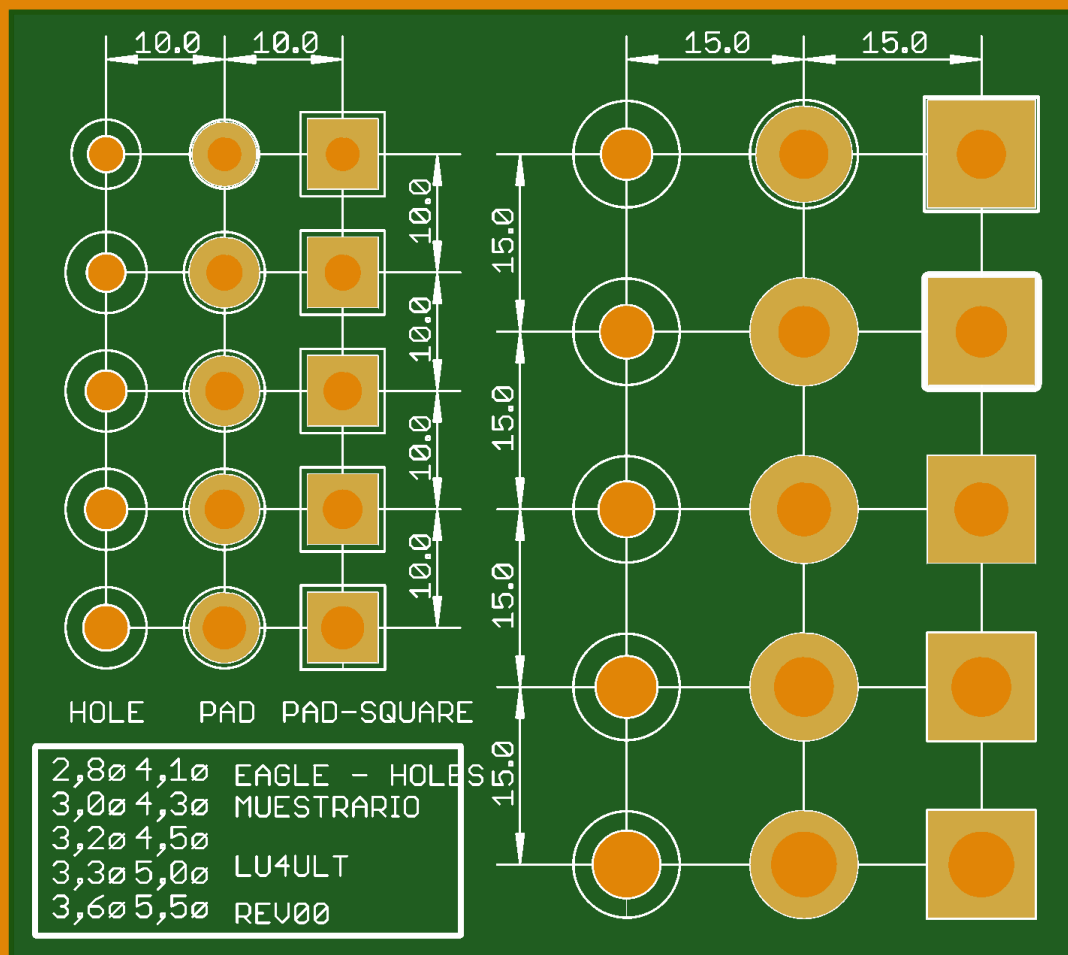 10.0 10.0 15.0 15.0
10.0
15.0
10.0
15.0
10.0
10.0
15.0
15.0
HOLE PAD PAD-SQUARE
2,8ø 4,1ø EAGLE - HOLES
3,0ø 4,3ø MUESTRARIO
3,2ø 4,5ø
3,3ø 5,0ø LU4ULT
3,6ø 5,5ø REV00